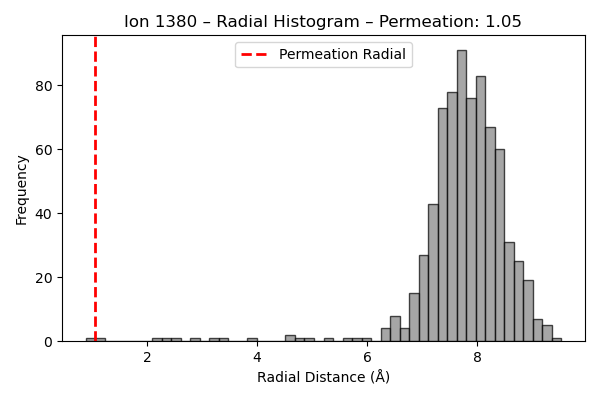 Ion 1380 – Radial Histogram – Permeation: 1.05
Permeation Radial
Frequency
80
60
40
20
0
2 4 6 8
Radial Distance (Å)